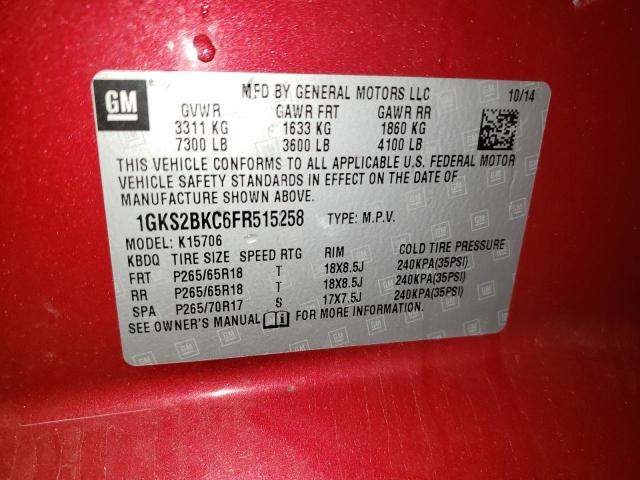 GM
MFD BY GENERAL MOTORS LLC 10/14
GVWR GAWR FRT GAWR RR
3311 KG 1633 KG 1860 KG
7300 LB 3600 LB 4100 LB
THIS VEHICLE CONFORMS TO ALL APPLICABLE U.S. FEDERAL MOTOR
VEHICLE SAFETY STANDARDS IN EFFECT ON THE DATE OF
MANUFACTURE SHOWN ABOVE.
1GKS2BKC6FR515258 TYPE: M.P.V.
MODEL: K15706
KBDQ TIRE SIZE SPEED RTG RIM COLD TIRE PRESSURE
FRT P265/65R18 T 18X8.5J 240KPA(35PSI)
RR P265/65R18 T 18X8.5J 240KPA(35PSI)
SPA P265/70R17 S 17X7.5J 240KPA(35PSI)
SEE OWNER'S MANUAL FOR MORE INFORMATION.